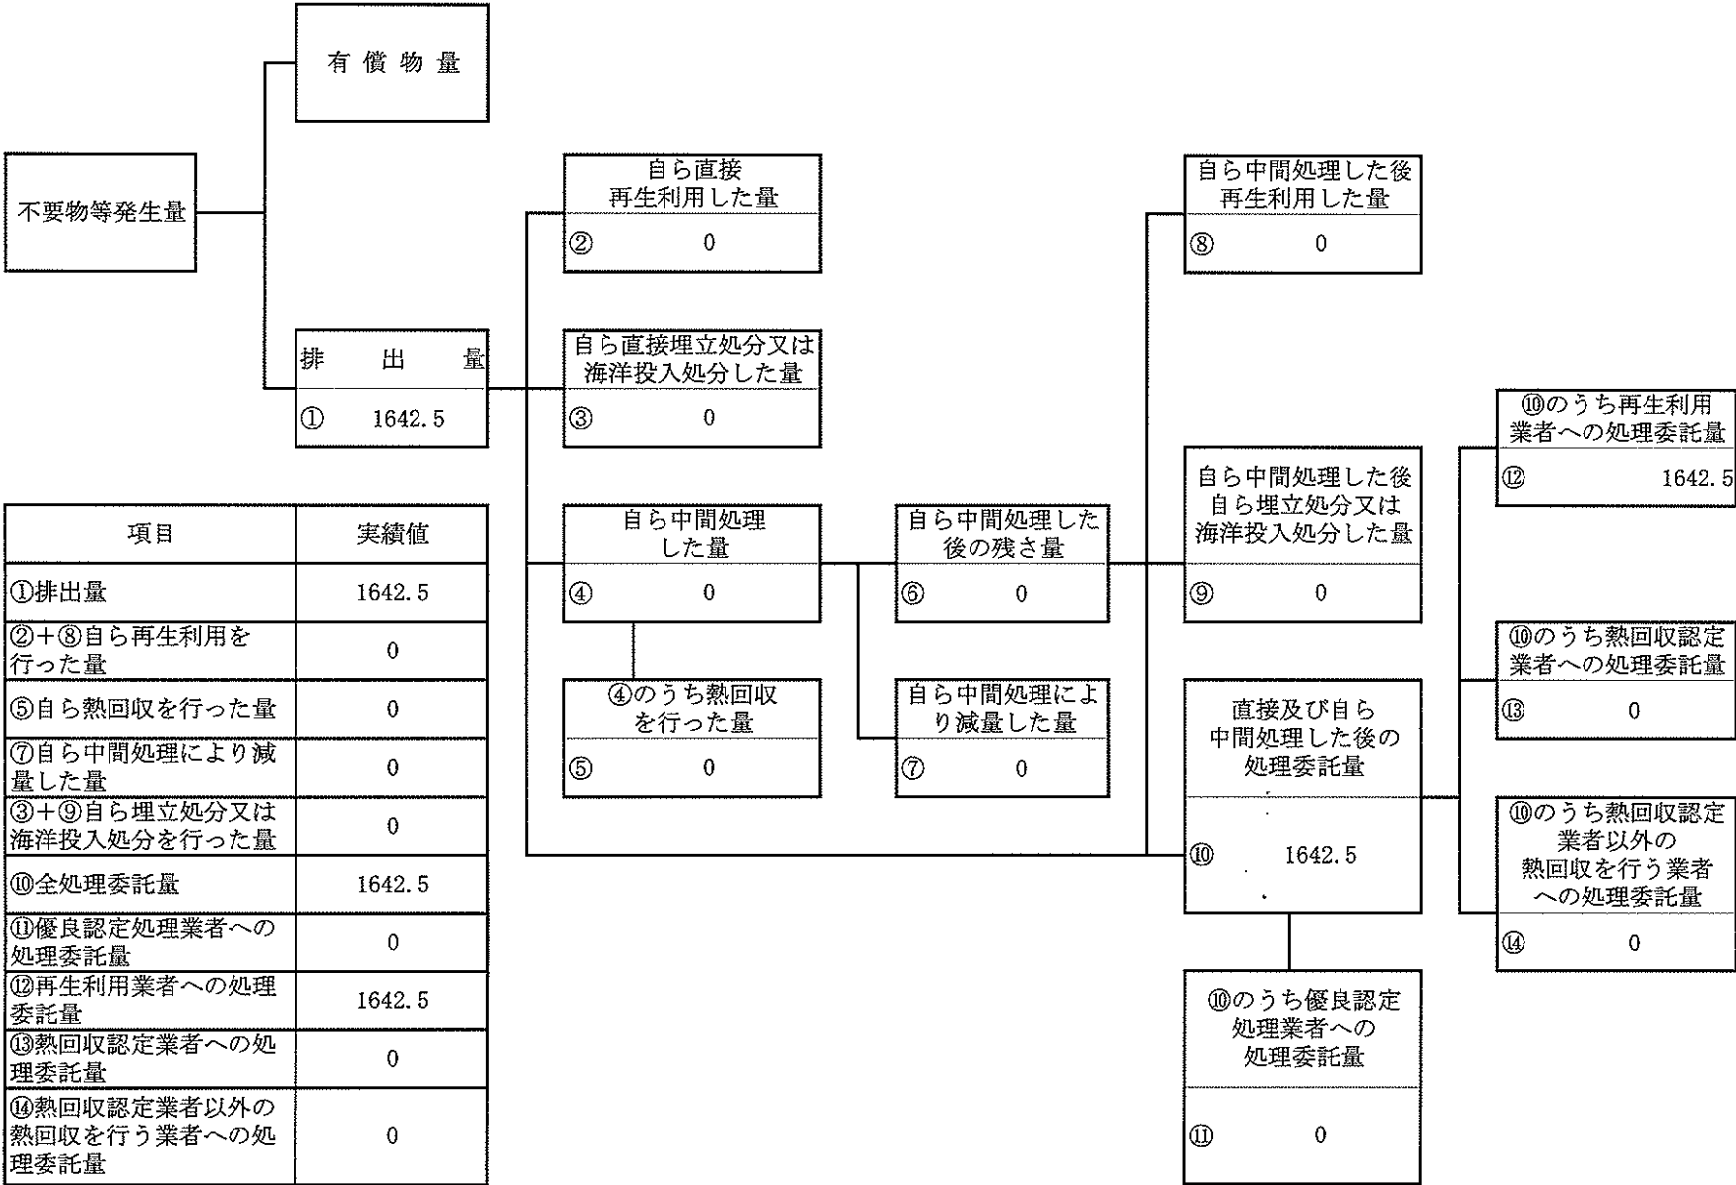 有 償 物 量
不要物等発生量
排 出 量
① 1642.5
自ら直接
再生利用した量
② 0
自ら直接埋立処分又は
海洋投入処分した量
③ 0
自ら中間処理
した量
④ 0
④のうち熱回収
を行った量
⑤ 0
自ら中間処理した
後の残さ量
⑥ 0
自ら中間処理によ
り減量した量
⑦ 0
自ら中間処理した後
再生利用した量
⑧ 0
自ら中間処理した後
自ら埋立処分又は
海洋投入処分した量
⑨ 0
直接及び自ら
中間処理した後の
処理委託量
⑩ 1642.5
⑩のうち優良認定
処理業者への
処理委託量
⑪ 0
⑩のうち再生利用
業者への処理委託量
⑫ 1642.5
⑩のうち熱回収認定
業者への処理委託量
⑬ 0
⑩のうち熱回収認定
業者以外の
熱回収を行う業者
への処理委託量
⑭ 0
項目 実績値
①排出量 1642.5
②+⑧自ら再生利用を
行った量 0
⑤自ら熱回収を行った量 0
⑦自ら中間処理により減
量した量 0
③+⑨自ら埋立処分又は
海洋投入処分を行った量 0
⑩全処理委託量 1642.5
⑪優良認定処理業者への
処理委託量 0
⑫再生利用業者への処理
委託量 1642.5
⑬熱回収認定業者への処
理委託量 0
⑭熱回収認定業者以外の
熱回収を行う業者への処
理委託量 0